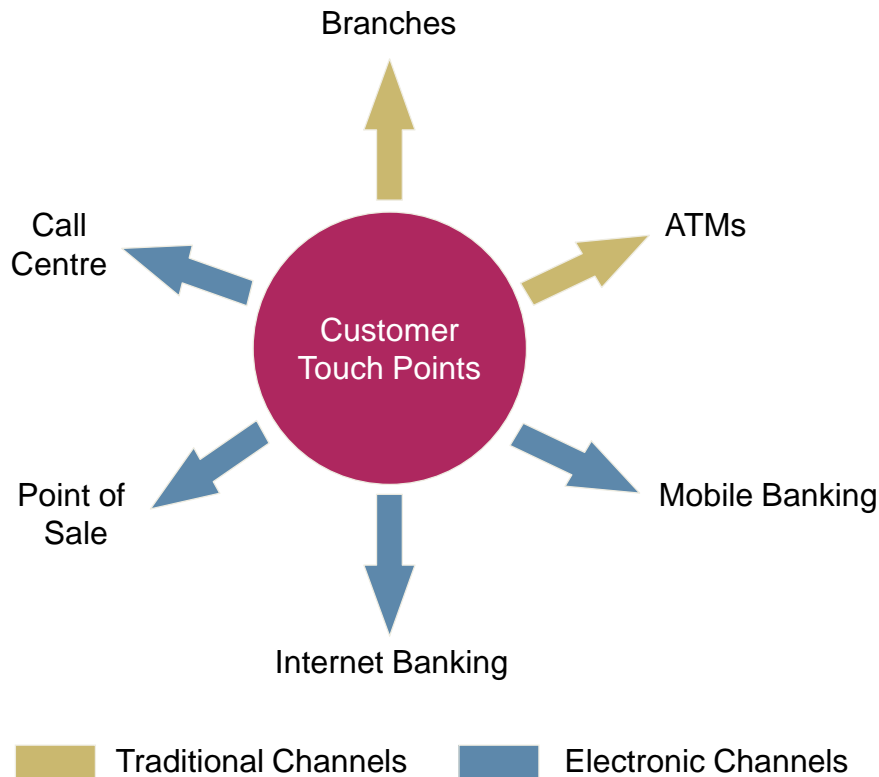 Branches
Call
Centre
ATMs
Customer
Touch Points
Point of
Sale
Mobile Banking
Internet Banking
Traditional Channels
Electronic Channels